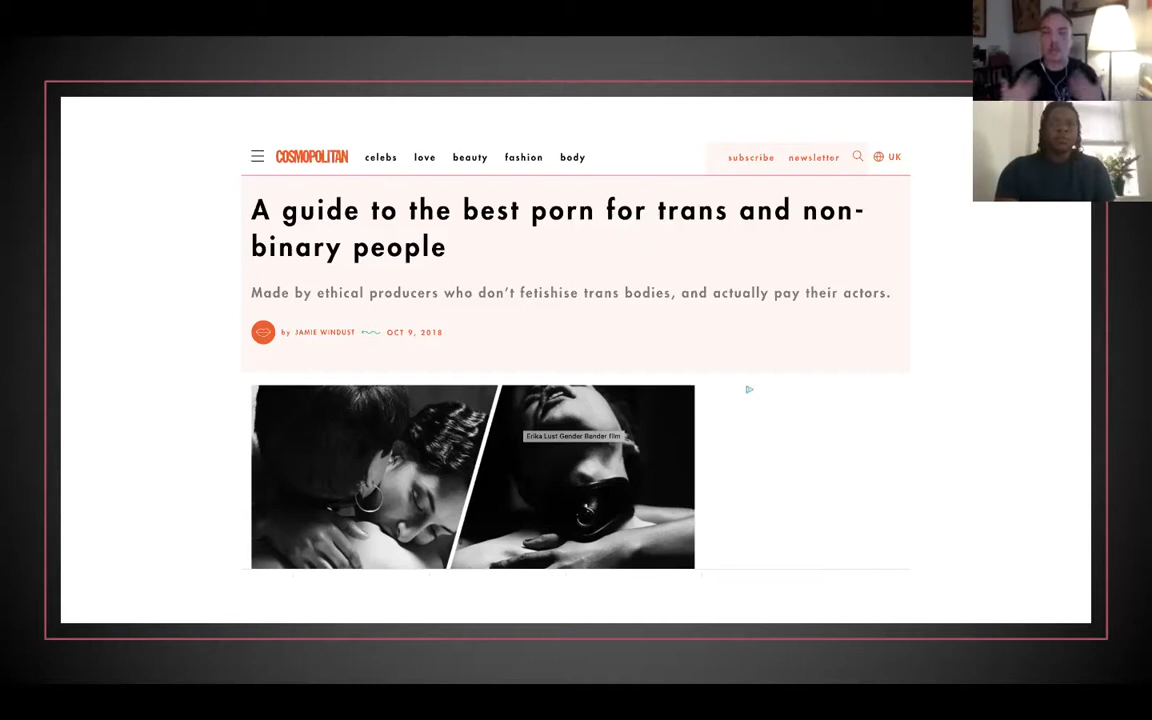 COSMOPOLITAN celebs love beauty fashion body subscribe newsletter UK
A guide to the best porn for trans and non-
binary people
Made by ethical producers who don't fetishise trans bodies, and actually pay their actors.
by JAMIE WINDUST OCT 9, 2018
Erika Lust Gender Bender Film